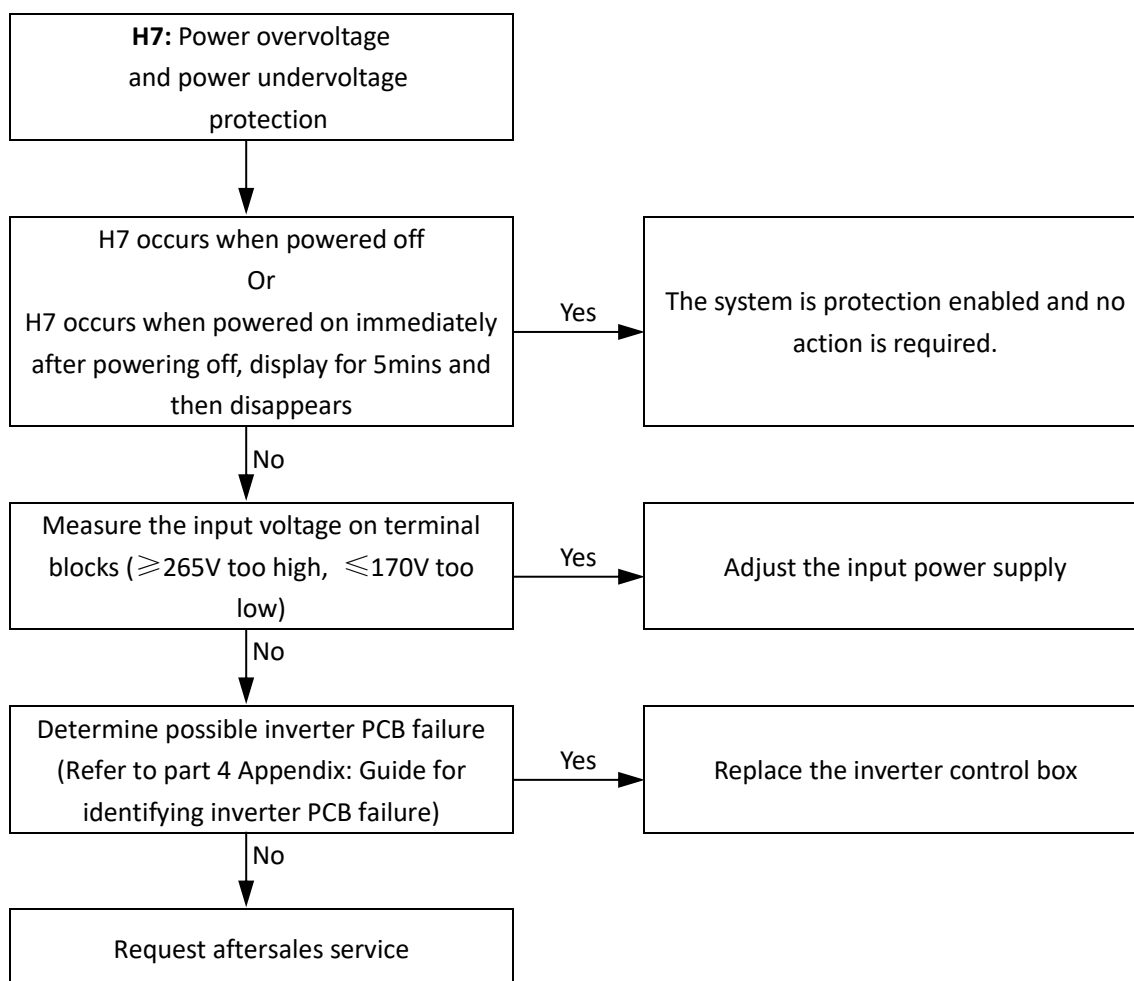 H7: Power overvoltage
and power undervoltage
protection
H7 occurs when powered off
Or
H7 occurs when powered on immediately
after powering off, display for 5mins and
then disappears
Yes
The system is protection enabled and no
action is required.
No
Measure the input voltage on terminal
blocks (≥265V too high, ≤170V too
low)
Yes
Adjust the input power supply
No
Determine possible inverter PCB failure
(Refer to part 4 Appendix: Guide for
identifying inverter PCB failure)
Yes
Replace the inverter control box
No
Request aftersales service